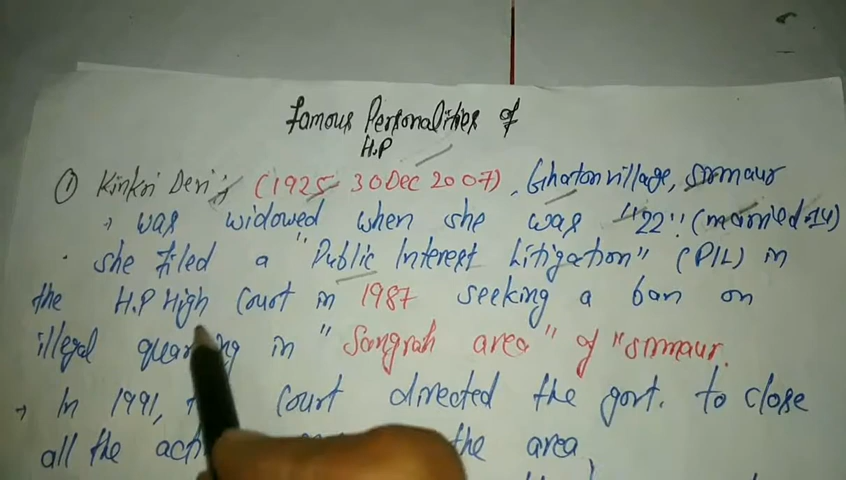 Famous Personalities of
H.P
① Kinkri Devi; (1925- 30 Dec 2007), Ghaton village, Sirmaur
→ was widowed when she was "22". (married 14)
• she filed a "Public Interest Litigation" (PIL) in
the H.P High Court in 1987 seeking a ban on
illegal in "Sangrah area" of "Sirmaur.
→ In 1991, Court directed the govt. to close
all the the area